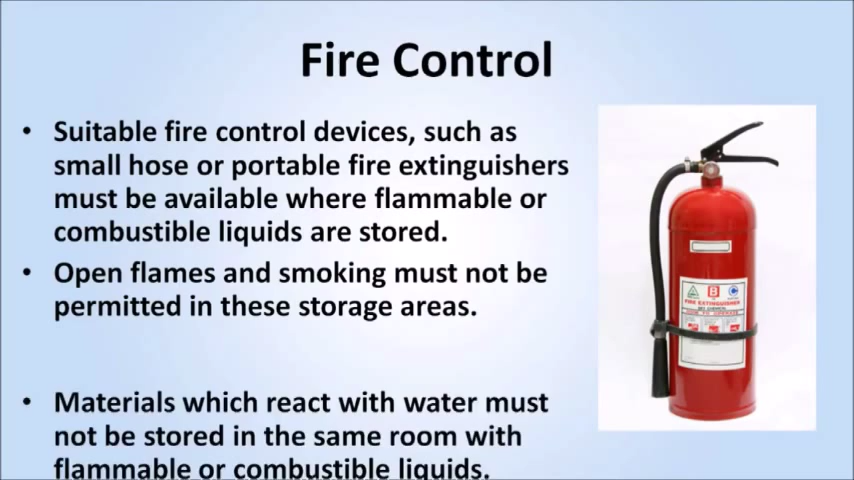 Fire Control
• Suitable fire control devices, such as
small hose or portable fire extinguishers
must be available where flammable or
combustible liquids are stored.
• Open flames and smoking must not be
permitted in these storage areas.
• Materials which react with water must
not be stored in the same room with
flammable or combustible liquids.
A B C
FIRE EXTINGUISHER